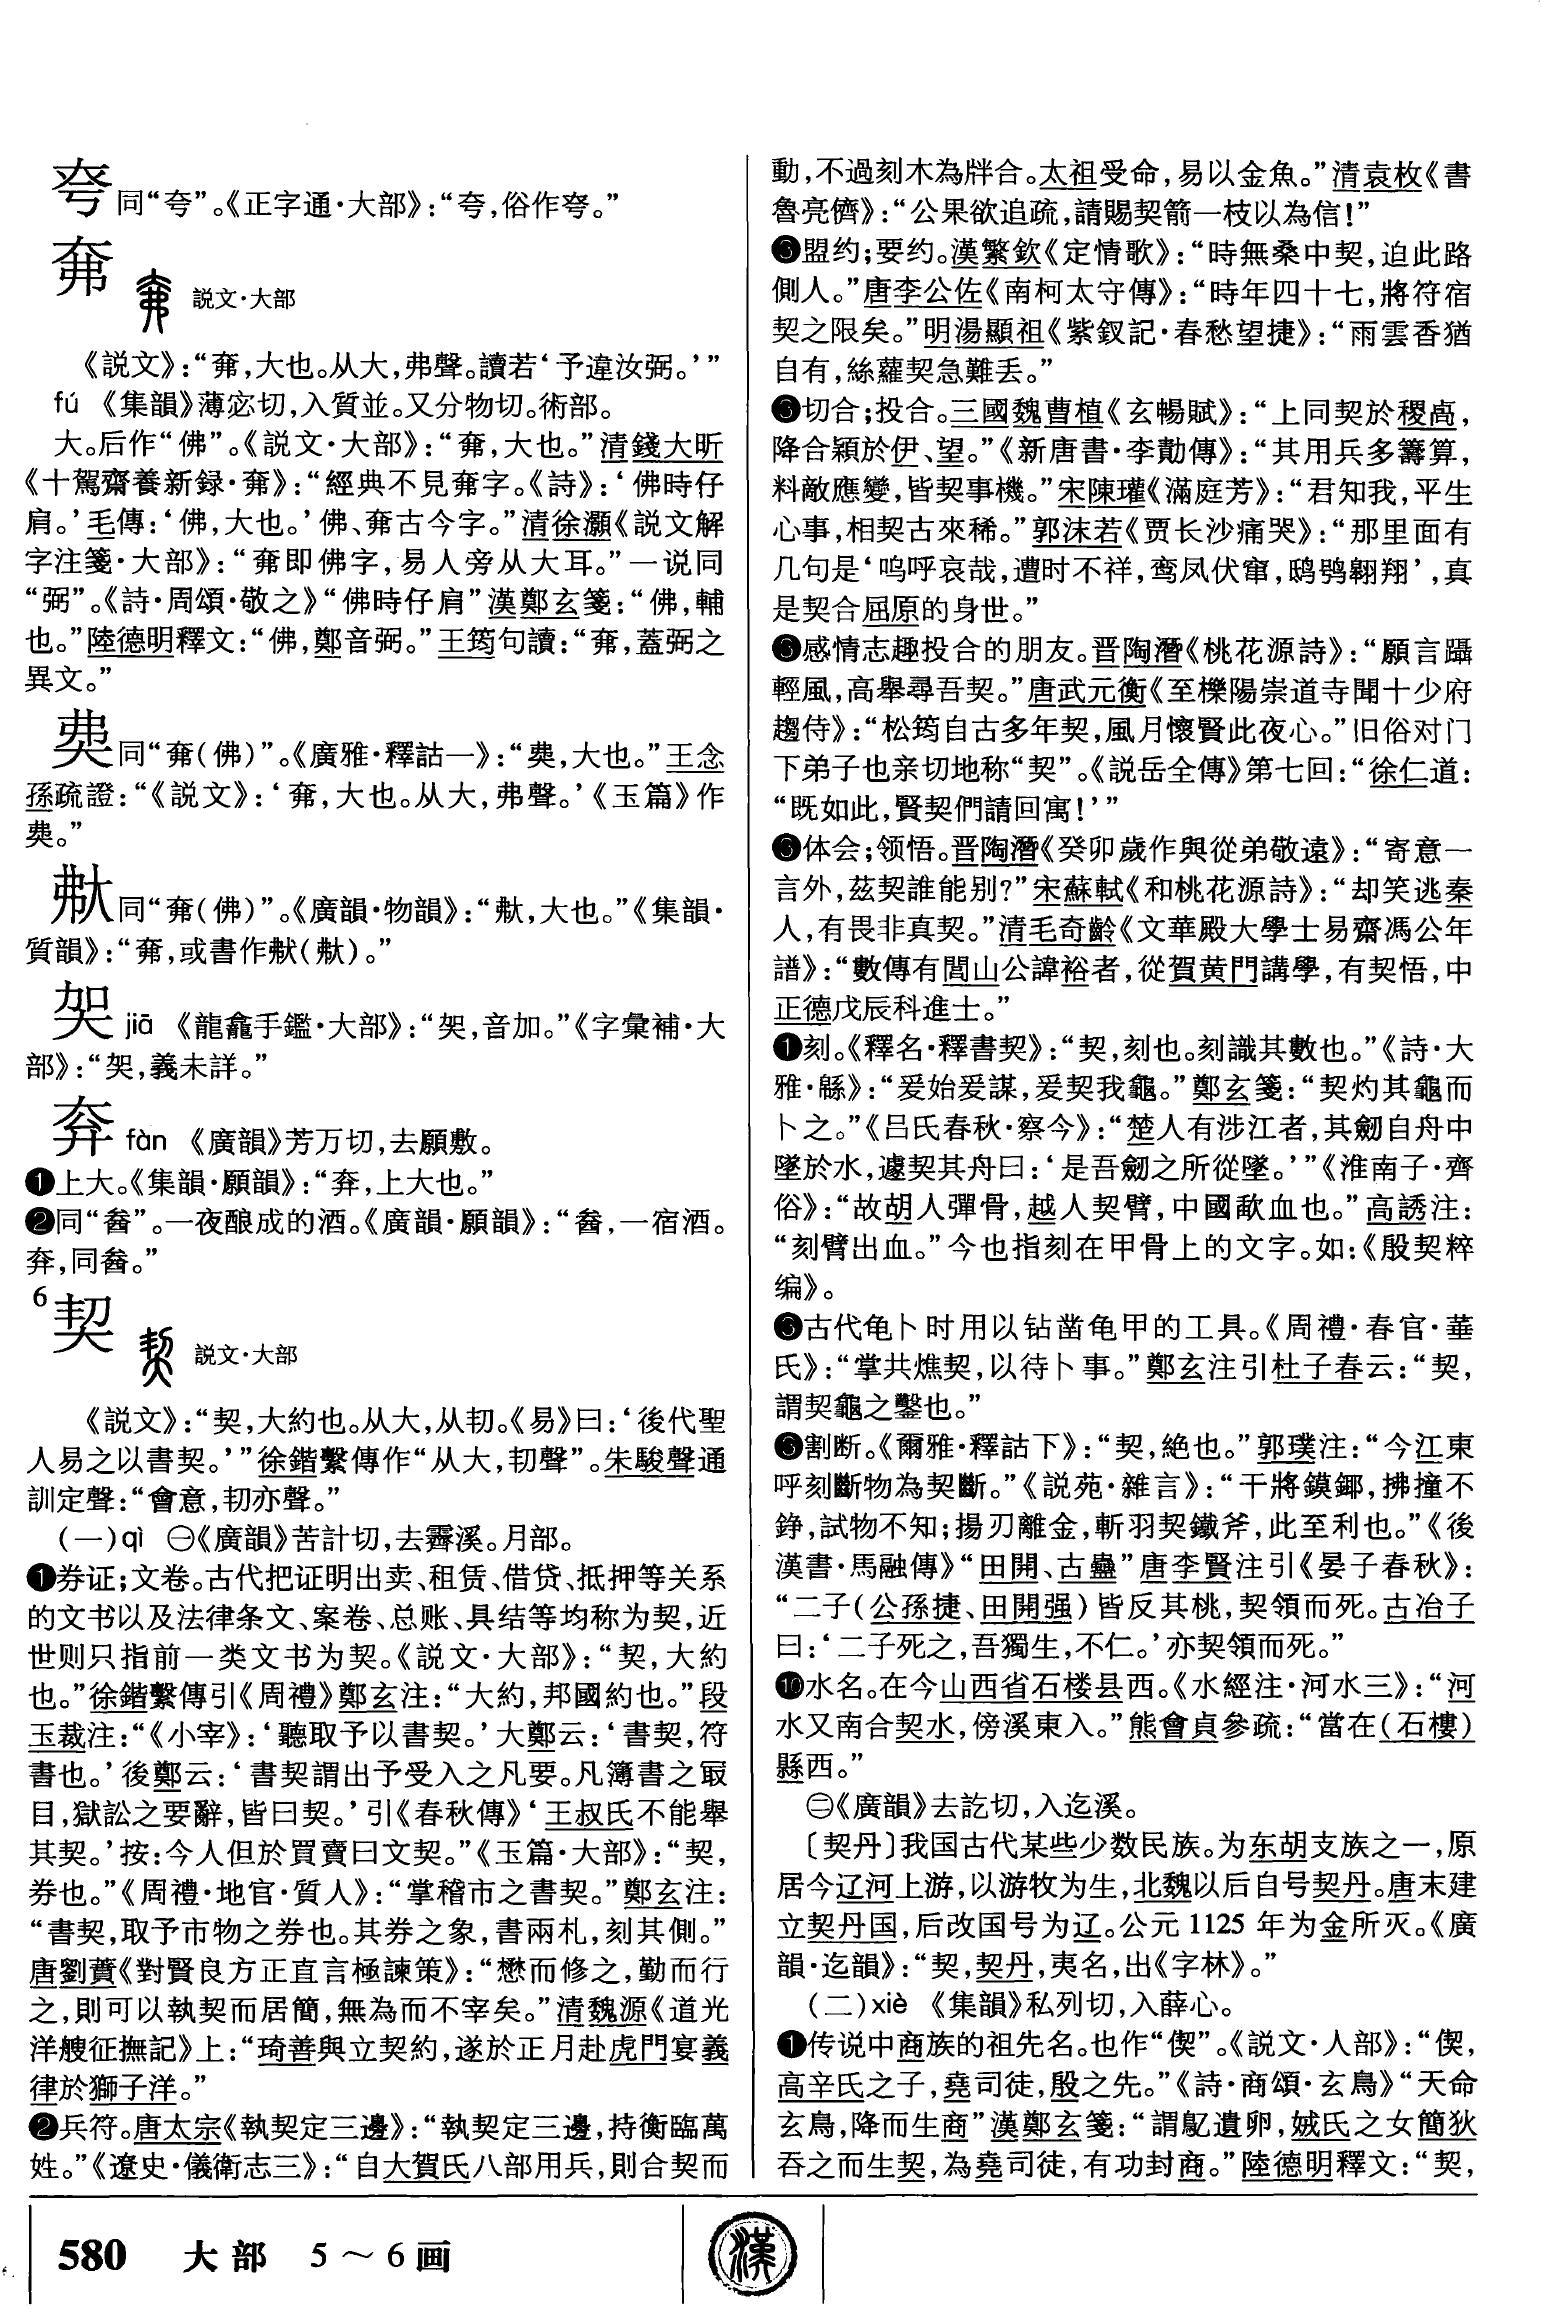 夸同“夸”。《正字通·大部》：“夸，俗作夸。”
𡘍
説文·大部
《説文》：“𡘍，大也。从大，弗聲。讀若‘予違汝弼。’”
fú 《集韻》薄宓切，入質並。又分物切。術部。
大。后作“佛”。《説文·大部》：“𡘍，大也。”清錢大昕
《十駕齋養新録·𡘍》：“經典不見𡘍字。《詩》：‘佛時仔
肩。’毛傳：‘佛，大也。’佛、𡘍古今字。”清徐灝《説文解
字注箋·大部》：“𡘍即佛字，易人旁从大耳。”一说同
“弼”。《詩·周頌·敬之》“佛時仔肩”漢鄭玄箋：“佛，輔
也。”陸德明釋文：“佛，鄭音弼。”王筠句讀：“𡘍，蓋弼之
異文。”
同“𡘍（佛）”。《廣雅·釋詁一》：“，大也。”王念
孫疏證：“《説文》：‘𡘍，大也。从大，弗聲。’《玉篇》作
。”
同“𡘍（佛）”。《廣韻·物韻》：“，大也。”《集韻·
質韻》：“𡘍，或書作。”
jiā 《龍龕手鑑·大部》：“，音加。”《字彙補·大
部》：“，義未詳。”
fàn 《廣韻》芳万切，去願敷。
❶上大。《集韻·願韻》：“，上大也。”
❷同“”。一夜酿成的酒。《廣韻·願韻》：“，一宿酒。
，同。”
6
契
説文·大部
《説文》：“契，大約也。从大，从㓞。《易》曰：‘後代聖
人易之以書契。’”徐鍇繫傳作“从大，㓞聲”。朱駿聲通
訓定聲：“會意，㓞亦聲。”
（一）qì ㊀《廣韻》苦計切，去霽溪。月部。
❶券证；文卷。古代把证明出卖、租赁、借贷、抵押等关系
的文书以及法律条文、案卷、总账、具结等均称为契，近
世则只指前一类文书为契。《説文·大部》：“契，大約
也。”徐鍇繫傳引《周禮》鄭玄注：“大約，邦國約也。”段
玉裁注：“《小宰》：‘聽取予以書契。’大鄭云：‘書契，符
書也。’後鄭云：‘書契謂出予受入之凡要。凡簿書之冣
目，獄訟之要辭，皆曰契。’引《春秋傳》‘王叔氏不能舉
其契。’按：今人但於買賣曰文契。”《玉篇·大部》：“契，
券也。”《周禮·地官·質人》：“掌稽市之書契。”鄭玄注：
“書契，取予市物之券也。其券之象，書兩札，刻其側。”
唐劉蕡《對賢良方正直言極諫策》：“懋而修之，勤而行
之，則可以執契而居簡，無為而不宰矣。”清魏源《道光
洋艘征撫記》上：“琦善與立契約，遂於正月赴虎門宴義
律於獅子洋。”
❷兵符。唐太宗《執契定三邊》：“執契定三邊，持衡臨萬
姓。”《遼史·儀衛志三》：“自大賀氏八部用兵，則合契而
動，不過刻木為牉合。太祖受命，易以金魚。”清袁枚《書
魯亮儕》：“公果欲追疏，請賜契箭一枝以為信！”
❸盟约；要约。漢繁欽《定情歌》：“時無桑中契，迫此路
側人。”唐李公佐《南柯太守傳》：“時年四十七，將符宿
契之限矣。”明湯顯祖《紫釵記·春愁望捷》：“雨雲香猶
自有，絲蘿契急難丢。”
切合；投合。三國魏曹植《玄暢賦》：“上同契於稷卨，
降合穎於伊、望。”《新唐書·李勣傳》：“其用兵多籌算，
料敵應變，皆契事機。”宋陳瓘《滿庭芳》：“君知我，平生
心事，相契古來稀。”郭沫若《贾长沙痛哭》：“那里面有
几句是‘呜呼哀哉，遭时不祥，鸾凤伏窜，鸱鸮翱翔’，真
是契合屈原的身世。”
感情志趣投合的朋友。晋陶潛《桃花源詩》：“願言躡
輕風，高舉尋吾契。”唐武元衡《至櫟陽崇道寺聞十少府
趨侍》：“松筠自古多年契，風月懷賢此夜心。”旧俗对门
下弟子也亲切地称“契”。《説岳全傳》第七回：“徐仁道：
“既如此，賢契們請回寓！’”
体会；领悟。晋陶潛《癸卯歲作與從弟敬遠》：“寄意一
言外，茲契誰能别？”宋蘇軾《和桃花源詩》：“却笑逃秦
人，有畏非真契。”清毛奇齡《文華殿大學士易齋馮公年
譜》：“數傳有閭山公諱裕者，從賀黄門講學，有契悟，中
正德戊辰科進士。”
刻。《釋名·釋書契》：“契，刻也。刻識其數也。”《詩·大
雅·緜》：“爰始爰謀，爰契我龜。”鄭玄箋：“契灼其龜而
卜之。”《吕氏春秋·察今》：“楚人有涉江者，其劒自舟中
墜於水，遽契其舟曰：‘是吾劒之所從墜。’”《淮南子·齊
俗》：“故胡人彈骨，越人契臂，中國歃血也。”高誘注：
“刻臂出血。”今也指刻在甲骨上的文字。如：《殷契粹
编》。
古代龟卜时用以钻凿龟甲的工具。《周禮·春官·菙
氏》：“掌共燋契，以待卜事。”鄭玄注引杜子春云：“契，
謂契龜之鑿也。”
割断。《爾雅·釋詁下》：“契，絶也。”郭璞注：“今江東
呼刻斷物為契斷。”《説苑·雜言》：“干將鏌鋣，拂撞不
錚，試物不知；揚刃離金，斬羽契鐵斧，此至利也。”《後
漢書·馬融傳》“田開、古蠱”唐李賢注引《晏子春秋》：
“二子（公孫捷、田開强）皆反其桃，契領而死。古冶子
曰：‘二子死之，吾獨生，不仁。’亦契領而死。”
❿水名。在今山西省石楼县西。《水經注·河水三》：“河
水又南合契水，傍溪東入。”熊會貞參疏：“當在（石樓）
縣西。”
㊁《廣韻》去訖切，入迄溪。
〔契丹〕我国古代某些少数民族。为东胡支族之一，原
居今辽河上游，以游牧为生，北魏以后自号契丹。唐末建
立契丹国，后改国号为辽。公元1125年为金所灭。《廣
韻·迄韻》：“契，契丹，夷名，出《字林》。”
（二）xiè 《集韻》私列切，入薛心。
❶传说中商族的祖先名。也作“偰”。《説文·人部》：“偰，
高辛氏之子，堯司徒，殷之先。”《詩·商頌·玄鳥》“天命
玄鳥，降而生商”漢鄭玄箋：“謂鳦遺卵，娀氏之女簡狄
吞之而生契，為堯司徒，有功封商。”陸德明釋文：“契，
580 大部 5～6画
漢